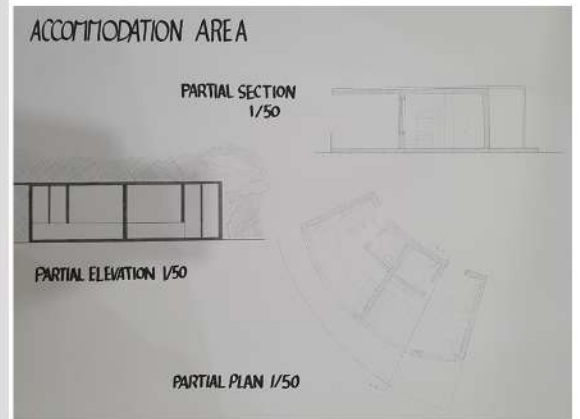 ACCOMMODATION AREA
PARTIAL SECTION
1/50
PARTIAL ELEVATION 1/50
PARTIAL PLAN 1/50